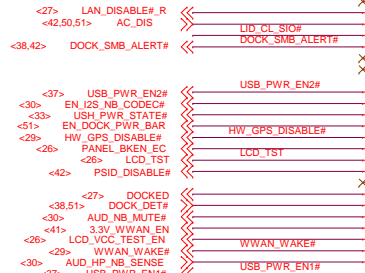 <27> LAN_DISABLE#_R
<42,50,51> AC_DIS
LID_CL_SIO#
<38,42> DOCK_SMB_ALERT# DOCK_SMB_ALERT#
USB_PWR_EN2#
<37> USB_PWR_EN2#
<30> EN_I2S_NB_CODEC#
<33> USH_PWR_STATE#
<51> EN_DOCK_PWR_BAR
<29> HW_GPS_DISABLE# HW_GPS_DISABLE#
<26> PANEL_BKEN_EC
<26> LCD_TST LCD_TST
<42> PSID_DISABLE#
<27> DOCKED
<38,51> DOCK_DET#
<30> AUD_NB_MUTE#
<41> 3.3V_WWAN_EN
<26> LCD_VCC_TEST_EN
<29> WWAN_WAKE# WWAN_WAKE#
<30> AUD_HP_NB_SENSE
<37> USB_PWR_EN1# USB_PWR_EN1#